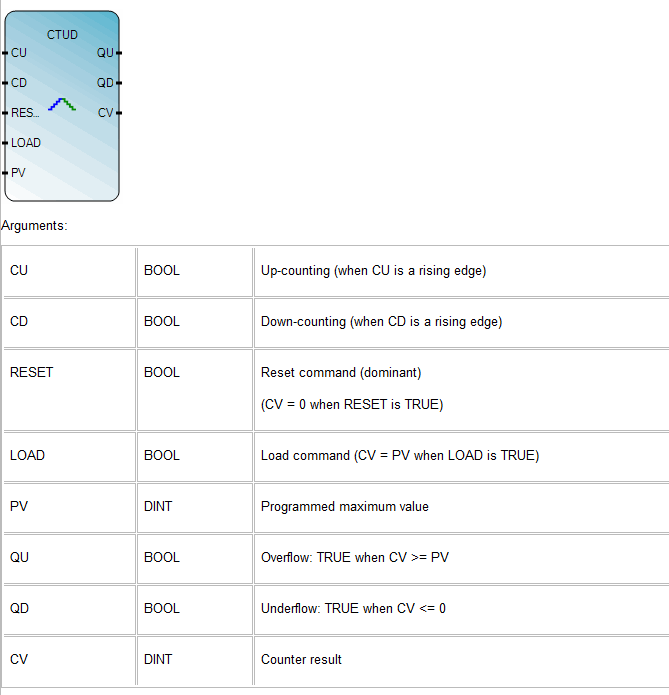 CTUD
CU QU
CD QD
RES... CV
LOAD
PV
Arguments:
CU BOOL Up-counting (when CU is a rising edge)
CD BOOL Down-counting (when CD is a rising edge)
RESET BOOL Reset command (dominant)
(CV = 0 when RESET is TRUE)
LOAD BOOL Load command (CV = PV when LOAD is TRUE)
PV DINT Programmed maximum value
QU BOOL Overflow: TRUE when CV >= PV
QD BOOL Underflow: TRUE when CV <= 0
CV DINT Counter result